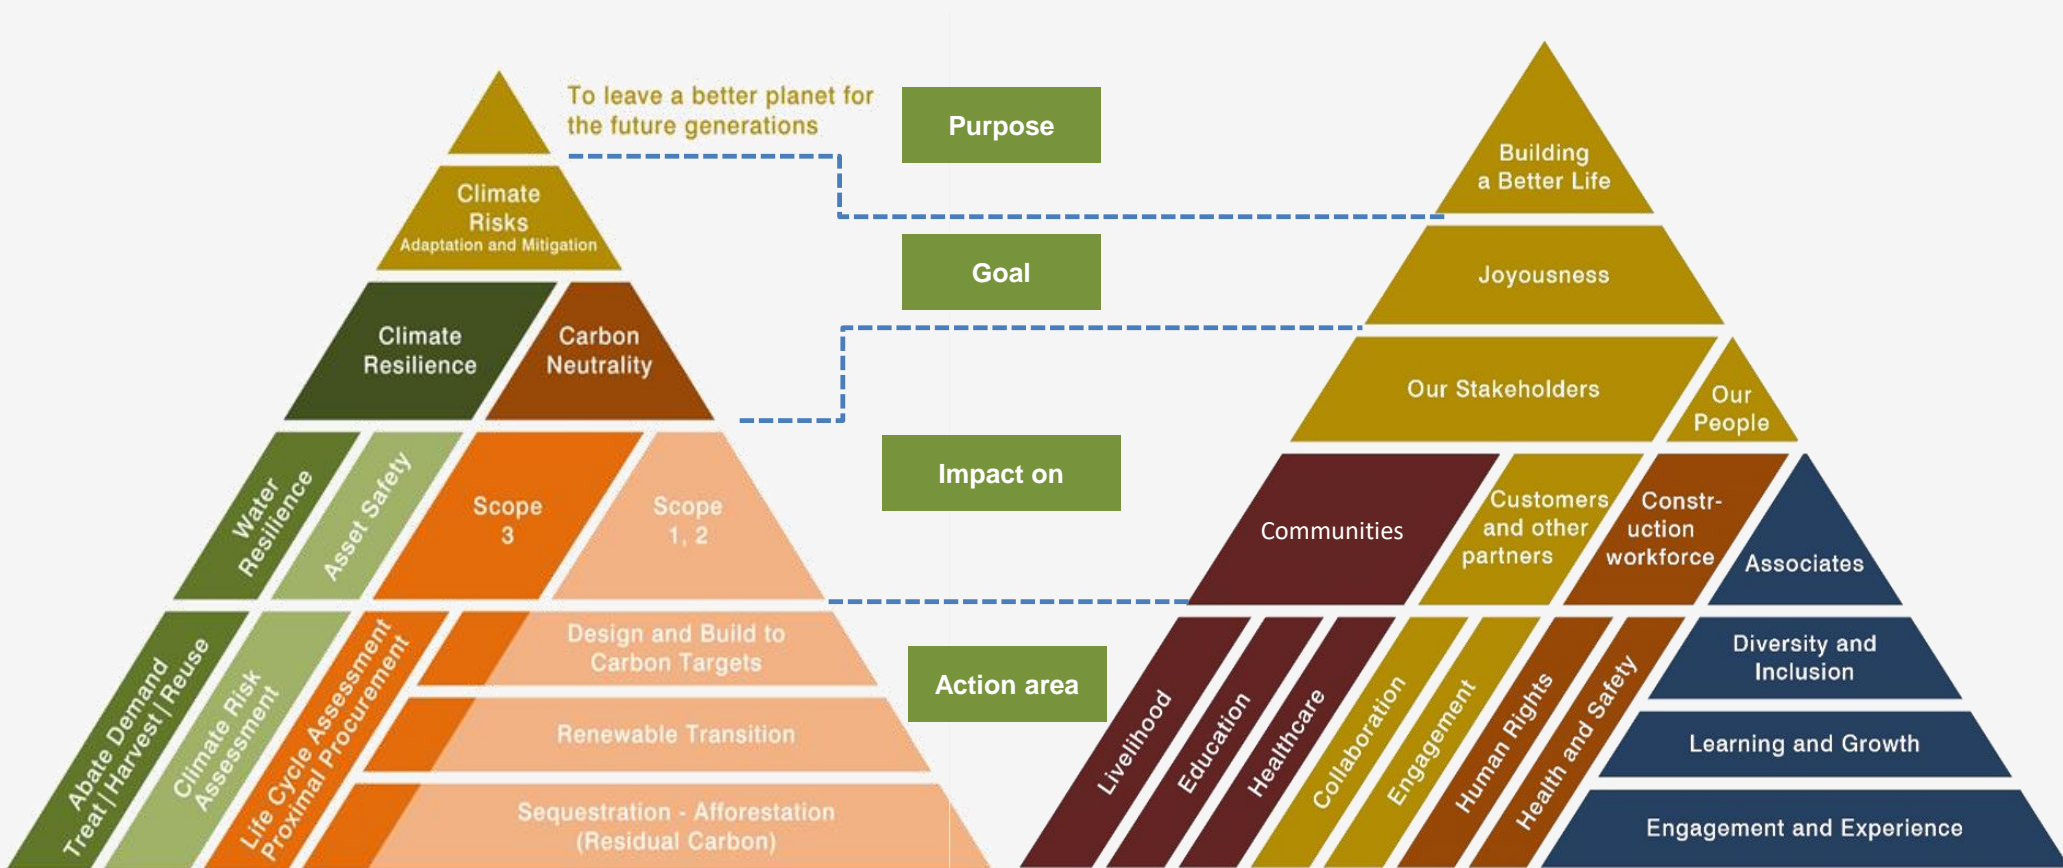 To leave a better planet for
the future generations
Climate
Risks
Adaptation and Mitigation
Climate
Resilience
Carbon
Neutrality
Water
Resilience
Asset Safety
Scope
3
Scope
1, 2
Abate Demand
Treat | Harvest | Reuse
Climate Risk
Assessment
Life Cycle Assessment
Proximal Procurement
Design and Build to
Carbon Targets
Renewable Transition
Sequestration - Afforestation
(Residual Carbon)
Purpose
Goal
Impact on
Action area
Building
a Better Life
Joyousness
Our Stakeholders
Our
People
Communities
Customers
and other
partners
Constr-
uction
workforce
Associates
Livelihood
Education
Healthcare
Collaboration
Engagement
Human Rights
Health and Safety
Diversity and
Inclusion
Learning and Growth
Engagement and Experience